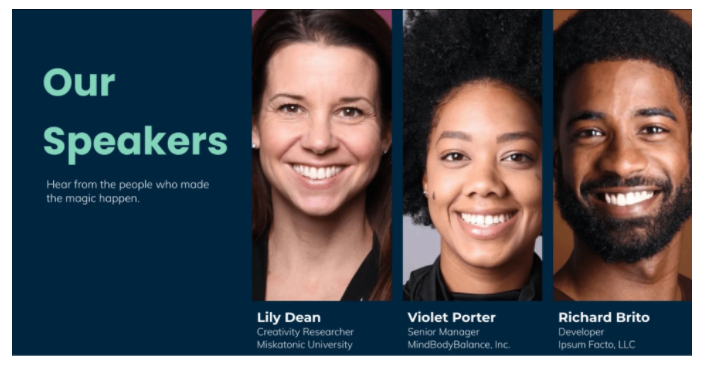 Our
Speakers
Hear from the people who made
the magic happen.
Lily Dean
Creativity Researcher
Miskatonic University
Violet Porter
Senior Manager
MindBodyBalance, Inc.
Richard Brito
Developer
Ipsum Facto, LLC